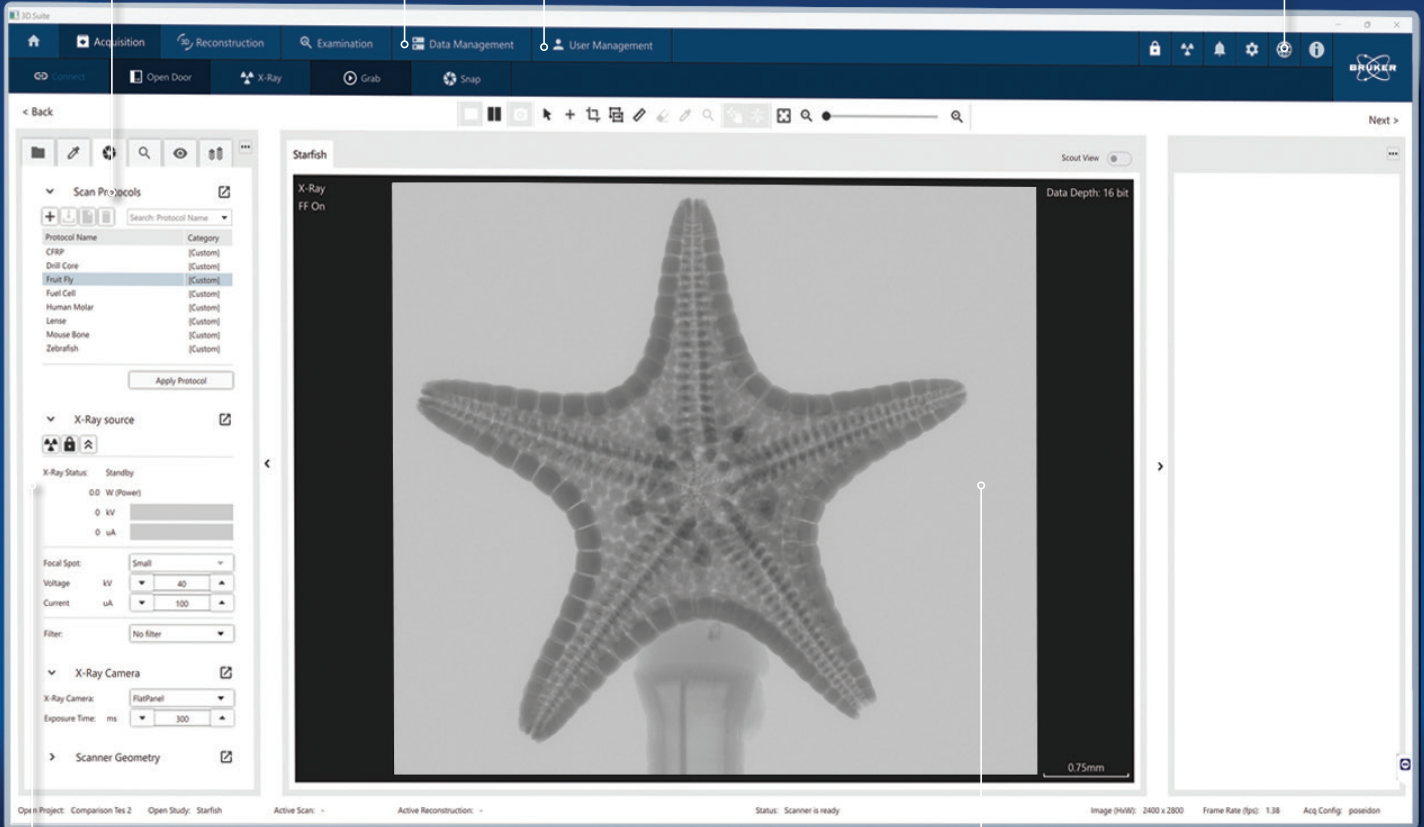 3D.Suite
Acquisition
3D Reconstruction
Examination
Data Management
User Management
BRUKER
Connect
Open Door
X-Ray
Grab
Snap
< Back
Next >
Starfish
Scout View
Scan Protocols
Search: Protocol Name
Protocol Name Category
CFRP [Custom]
Drill Core [Custom]
Fruit Fly [Custom]
Fuel Cell [Custom]
Human Molar [Custom]
Lense [Custom]
Mouse Bone [Custom]
Zebrafish [Custom]
Apply Protocol
X-Ray source
X-Ray Status: Standby
0.0 W (Power)
0 kV
0 uA
Focal Spot: Small
Voltage kV 40
Current uA 100
Filter: No filter
X-Ray Camera
X-Ray Camera: FlatPanel
Exposure Time: ms 300
Scanner Geometry
X-Ray
FF On
Data Depth: 16 bit
0.75mm
Open Project: Comparison Tes 2 Open Study: Starfish Active Scan: - Active Reconstruction: - Status: Scanner is ready Image (HxW): 2400 x 2800 Frame Rate (fps): 1.38 Acq Config: poseidon